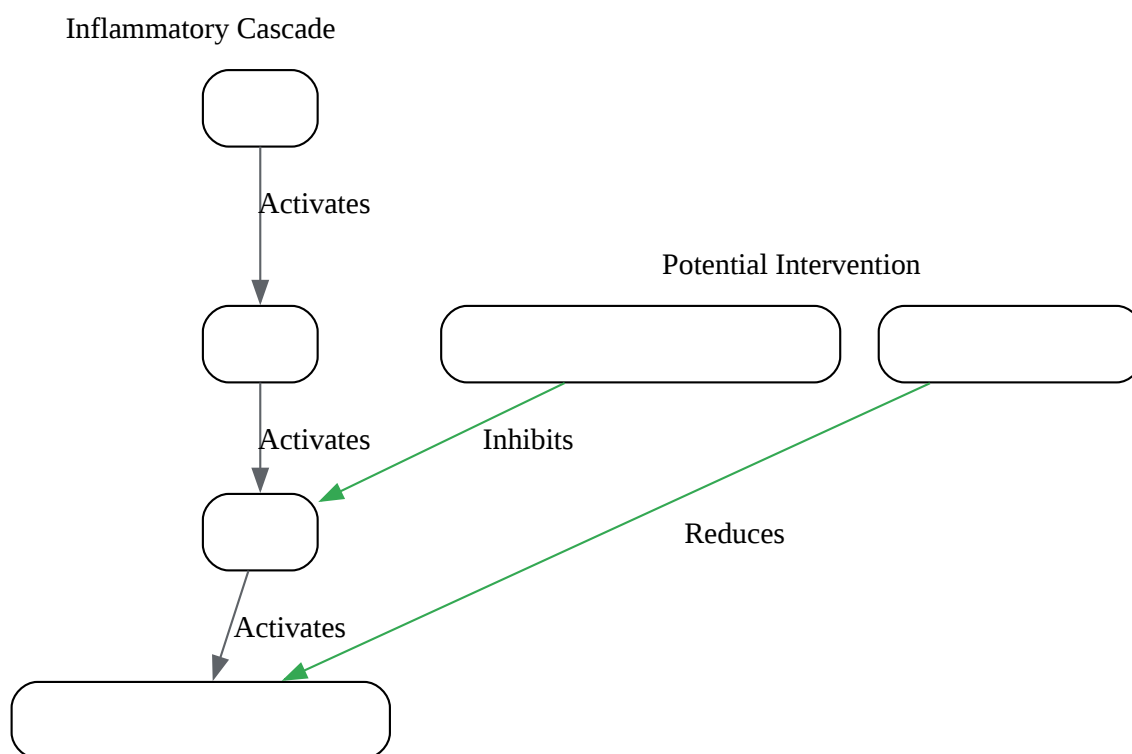 Inflammatory Cascade
Activates
Potential Intervention
Activates
Inhibits
Reduces
Activates